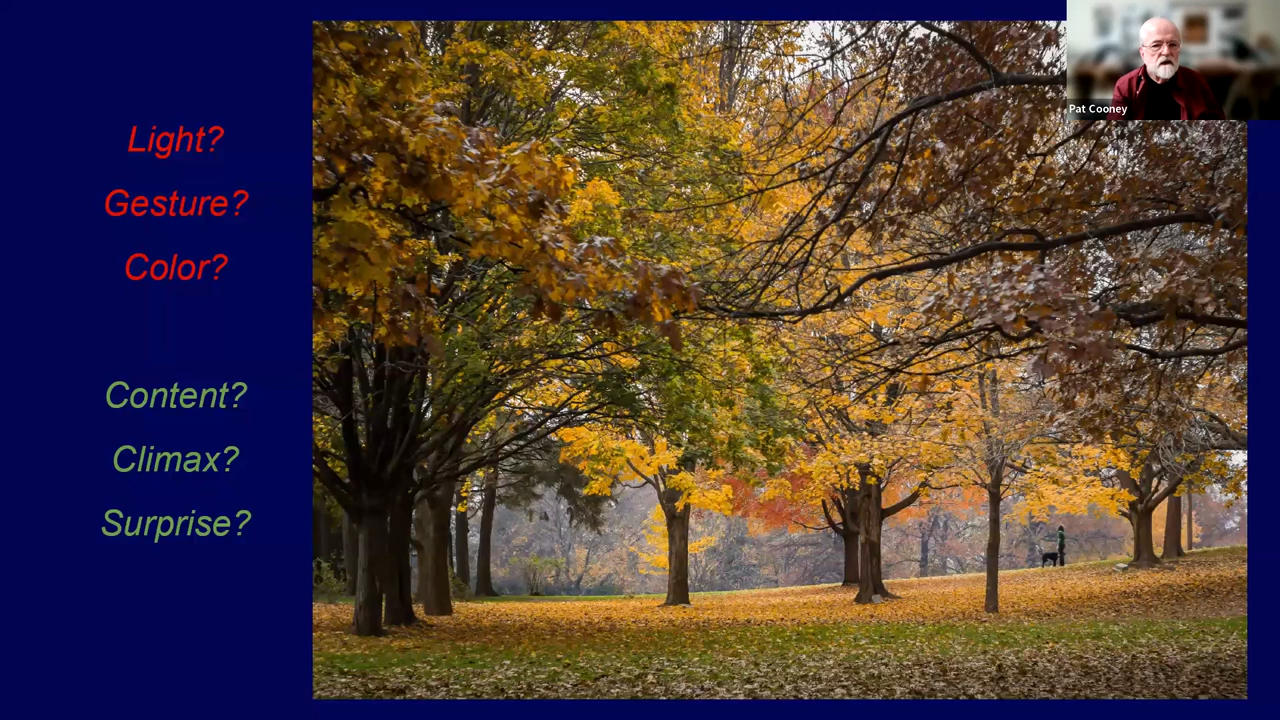 Light?
Gesture?
Color?
Content?
Climax?
Surprise?
Pat Cooney